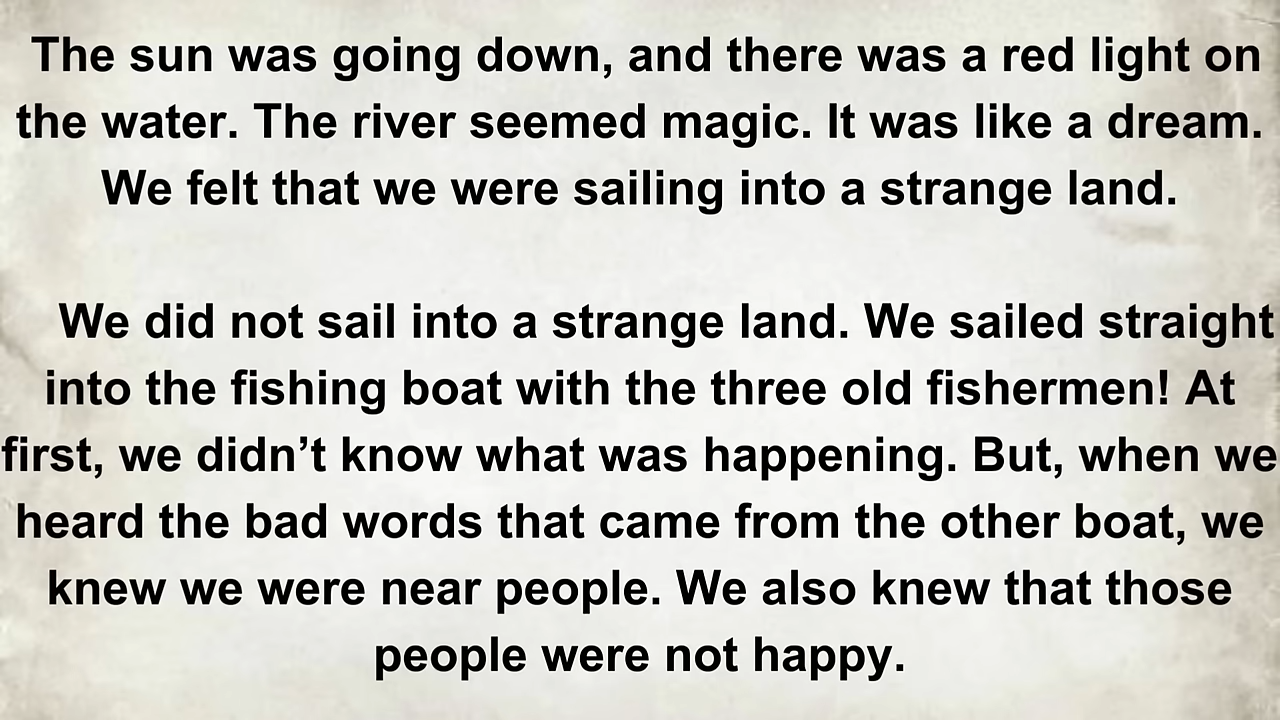 The sun was going down, and there was a red light on
the water. The river seemed magic. It was like a dream.
We felt that we were sailing into a strange land.
We did not sail into a strange land. We sailed straight
into the fishing boat with the three old fishermen! At
first, we didn’t know what was happening. But, when we
heard the bad words that came from the other boat, we
knew we were near people. We also knew that those
people were not happy.